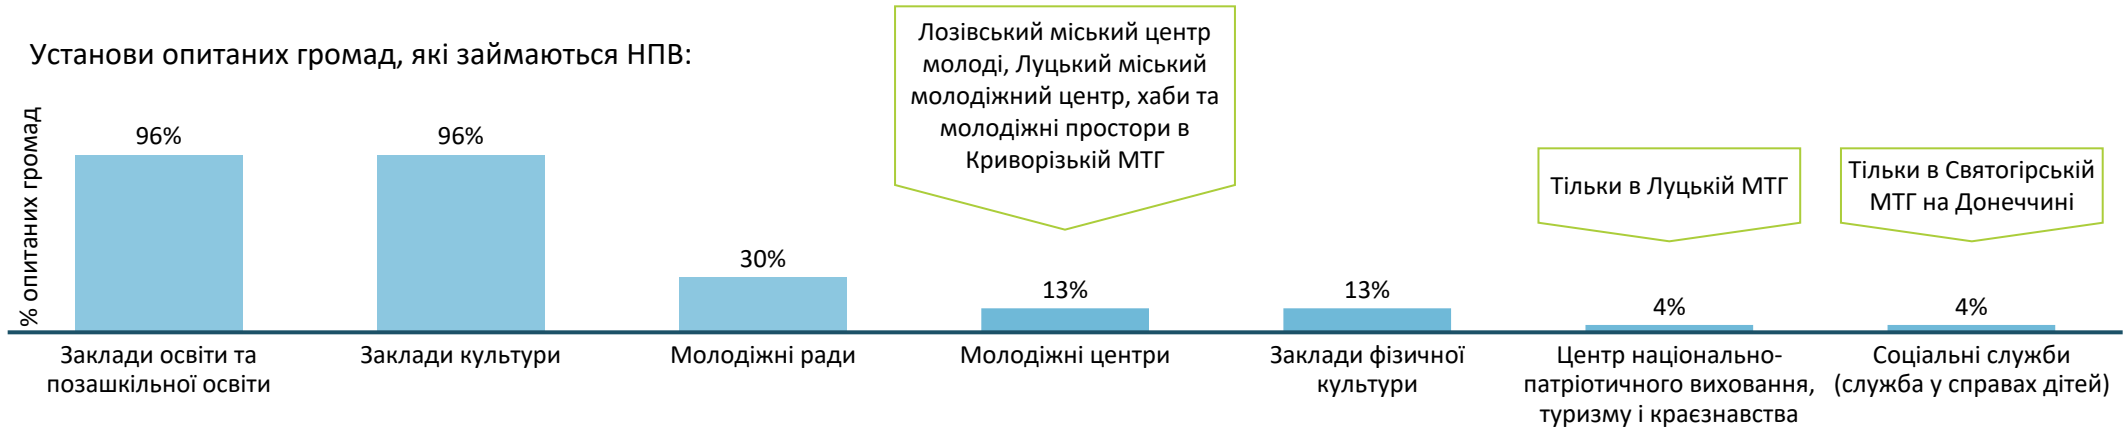 Установи опитаних громад, які займаються НПВ:
Лозівський міський центр
молоді, Луцький міський
молодіжний центр, хаби та
молодіжні простори в
Криворізькій МТГ
Тільки в Луцькій МТГ
Тільки в Святогірській
МТГ на Донеччині
% опитаних громад
96%
96%
30%
13%
13%
4%
4%
Заклади освіти та
позашкільної освіти
Заклади культури
Молодіжні ради
Молодіжні центри
Заклади фізичної
культури
Центр національно-
патріотичного виховання,
туризму і краєзнавства
Соціальні служби
(служба у справах дітей)